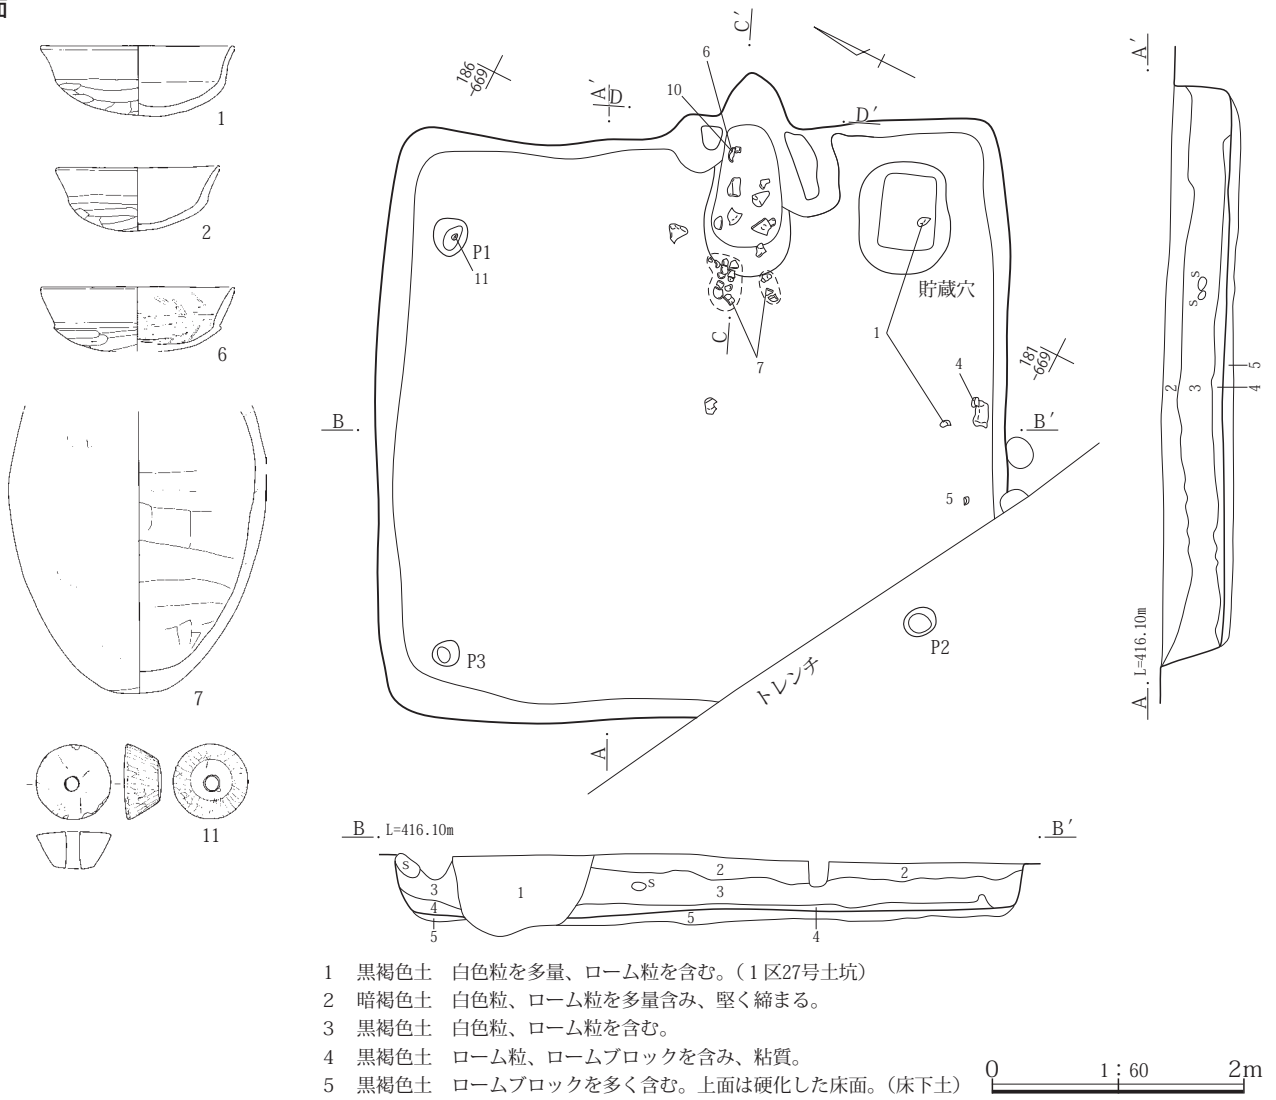 1
2
6
7
11
186
-669
A′
D
C′
6
10
D′
P1
11
貯蔵穴
1
4
7
C
181
-669
B
B′
5
P3
P2
トレンチ
A
A′
S
S
2
3
5
4
A
L=416.10m
B
L=416.10m
B′
S
3
4
5
1
2
S
3
5
4
2
1 黒褐色土 白色粒を多量、ローム粒を含む。（１区27号土坑）
2 暗褐色土 白色粒、ローム粒を多量含み、堅く締まる。
3 黒褐色土 白色粒、ローム粒を含む。
4 黒褐色土 ローム粒、ロームブロックを含み、粘質。
5 黒褐色土 ロームブロックを多く含む。上面は硬化した床面。（床下土）
0 1：60 2m